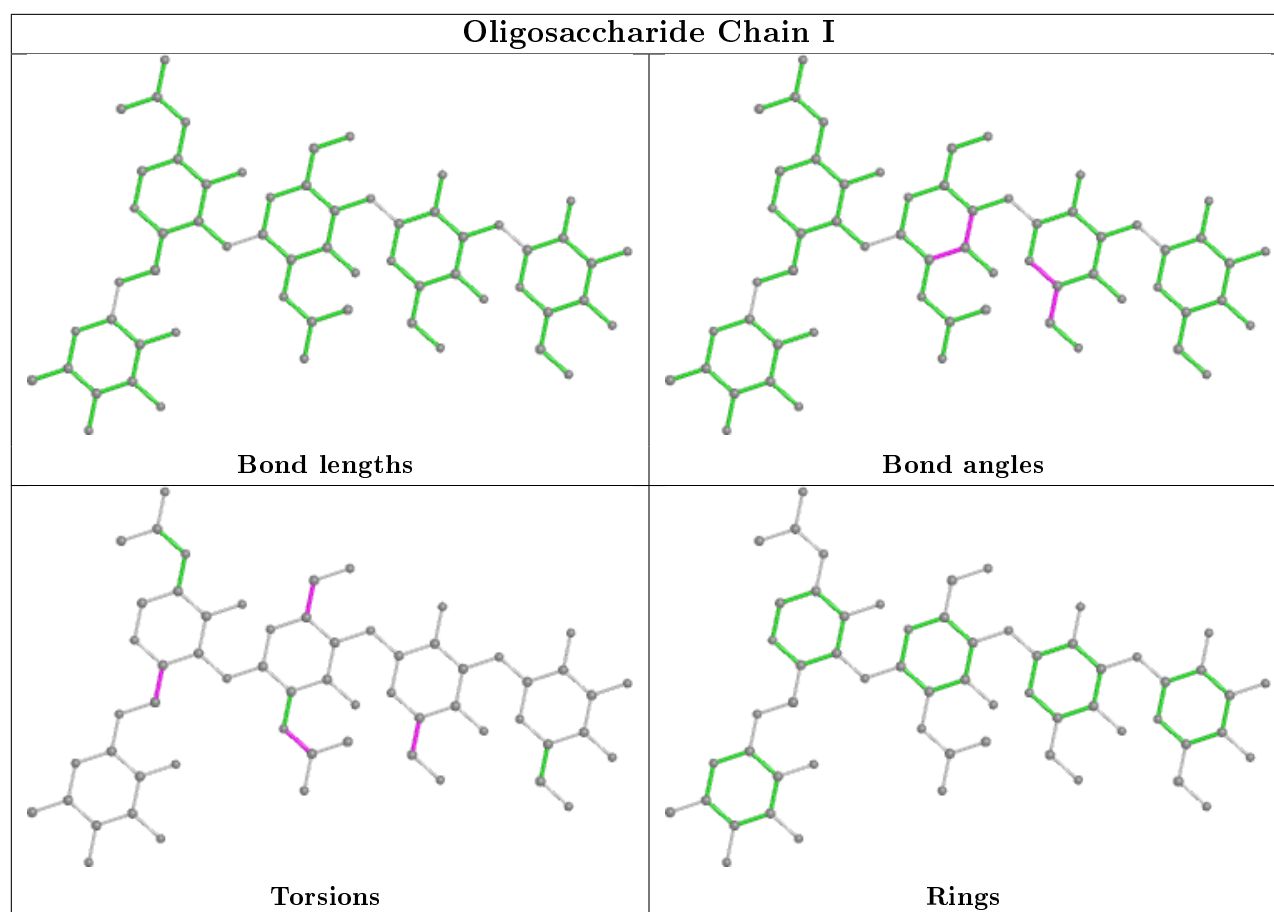 Oligosaccharide Chain I
Bond lengths
Bond angles
Torsions
Rings